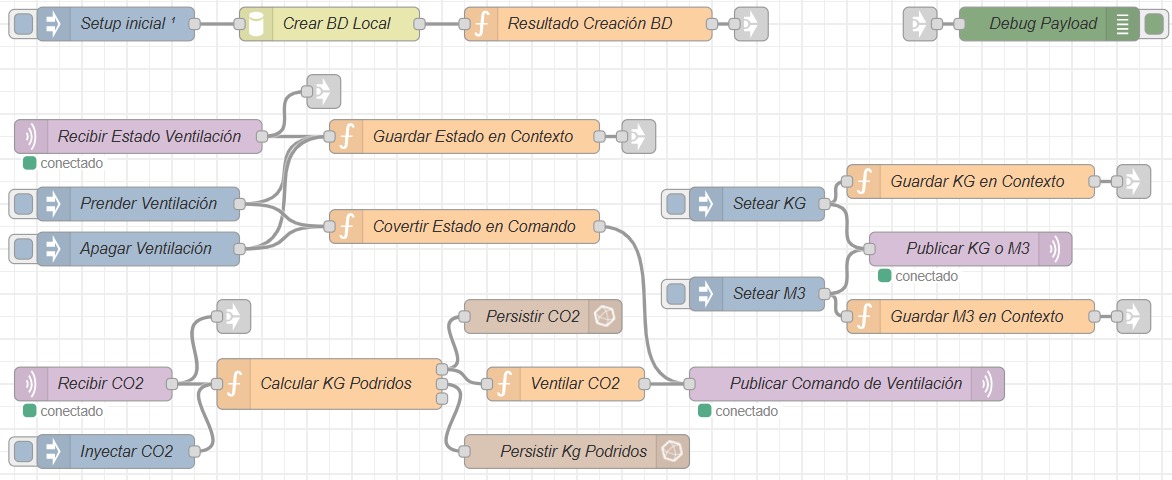 Setup inicial ¹
Crear BD Local
Resultado Creación BD
Debug Payload
Recibir Estado Ventilación
conectado
Guardar Estado en Contexto
Prender Ventilación
Covertir Estado en Comando
Apagar Ventilación
Guardar KG en Contexto
Setear KG
Publicar KG o M3
conectado
Setear M3
Guardar M3 en Contexto
Persistir CO2
Recibir CO2
conectado
Calcular KG Podridos
Ventilar CO2
Publicar Comando de Ventilación
conectado
Inyectar CO2
Persistir Kg Podridos